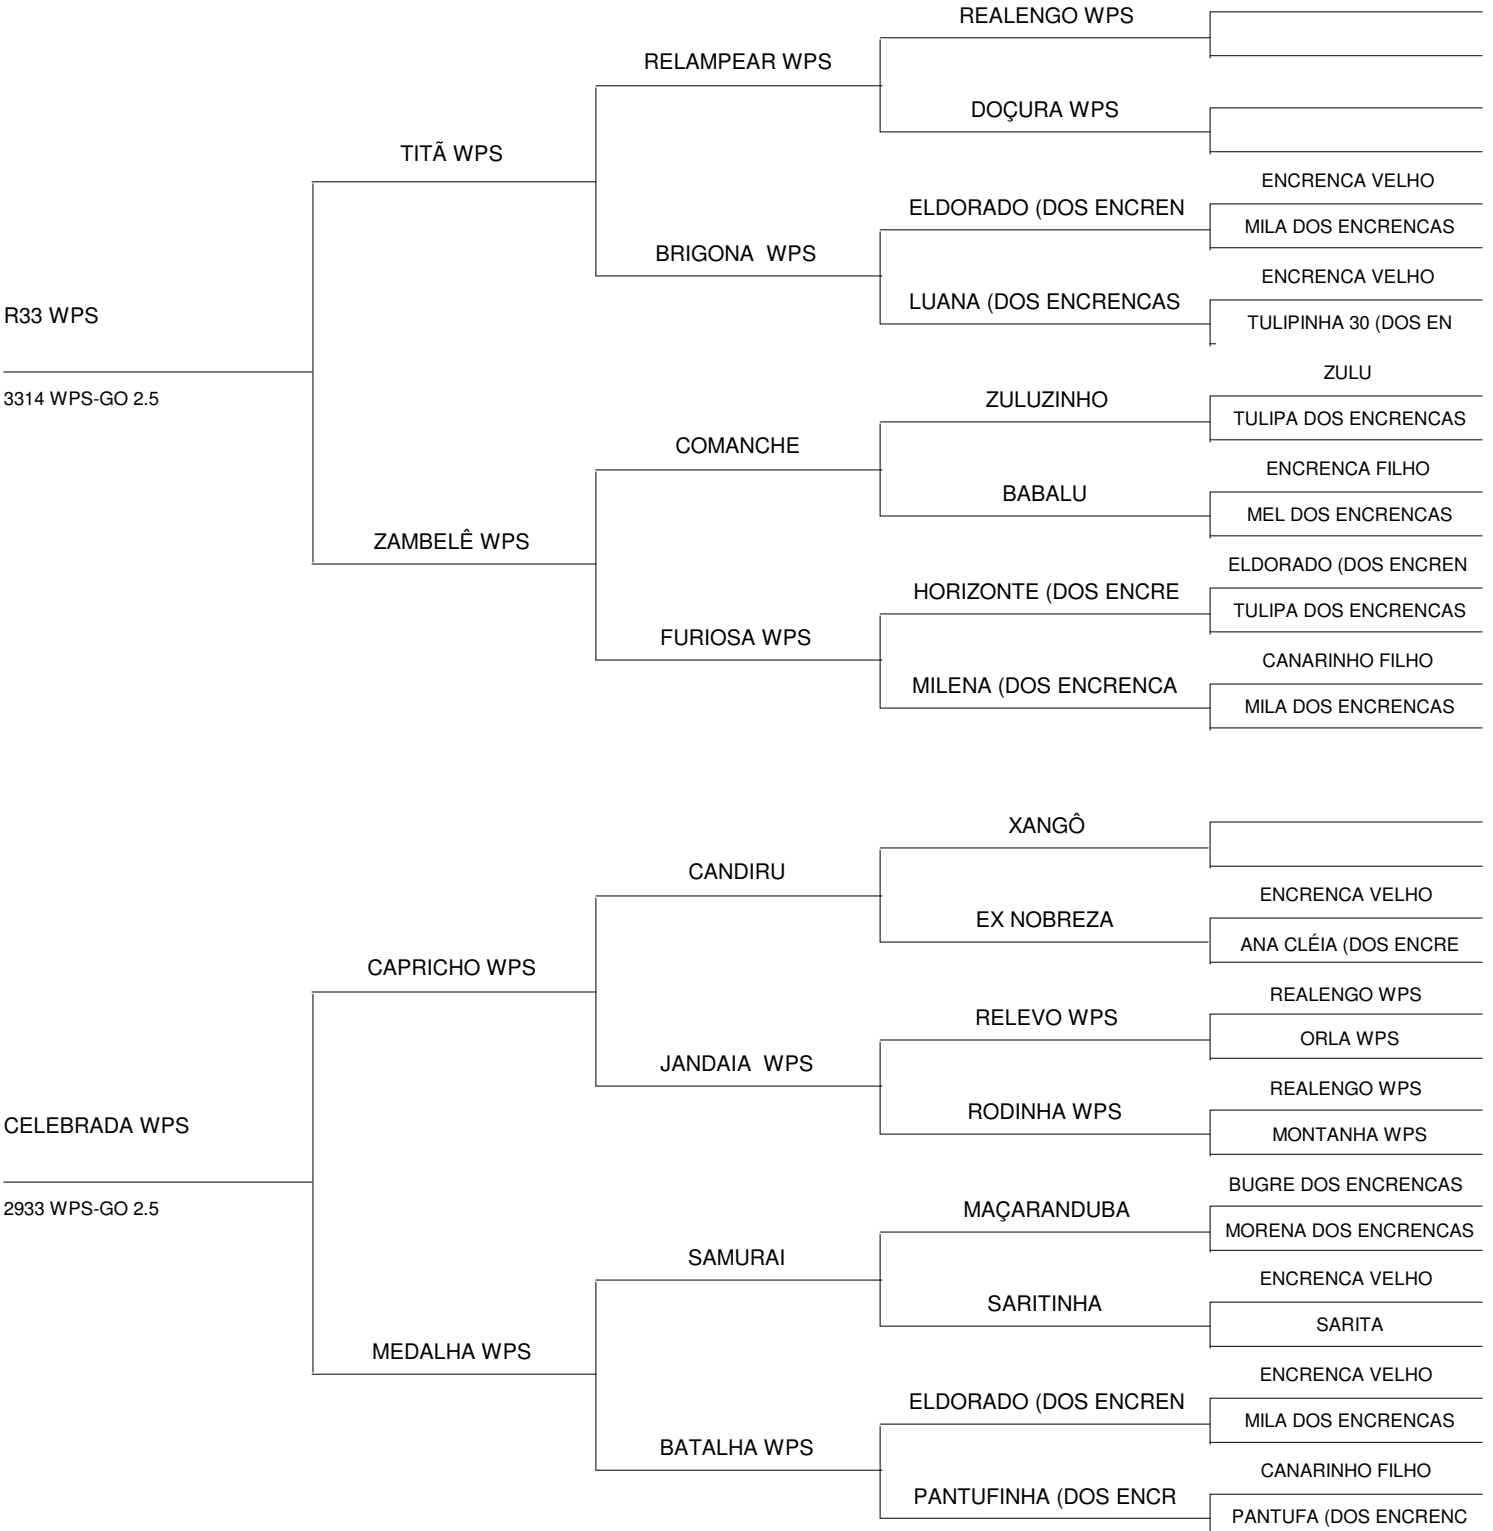 REALENGO WPS
RELAMPEAR WPS
DOÇURA WPS
TITÃ WPS
ENCRENCA VELHO
ELDORADO (DOS ENCREN
MILA DOS ENCRENCAS
BRIGONA  WPS
ENCRENCA VELHO
LUANA (DOS ENCRENCAS
TULIPINHA 30 (DOS EN
R33 WPS
3314 WPS-GO 2.5
ZULU
ZULUZINHO
TULIPA DOS ENCRENCAS
COMANCHE
ENCRENCA FILHO
BABALU
MEL DOS ENCRENCAS
ZAMBELÊ WPS
ELDORADO (DOS ENCREN
HORIZONTE (DOS ENCRE
TULIPA DOS ENCRENCAS
FURIOSA WPS
CANARINHO FILHO
MILENA (DOS ENCRENCA
MILA DOS ENCRENCAS
XANGÔ
CANDIRU
ENCRENCA VELHO
EX NOBREZA
ANA CLÉIA (DOS ENCRE
CAPRICHO WPS
REALENGO WPS
RELEVO WPS
ORLA WPS
JANDAIA  WPS
REALENGO WPS
RODINHA WPS
MONTANHA WPS
CELEBRADA WPS
2933 WPS-GO 2.5
BUGRE DOS ENCRENCAS
MAÇARANDUBA
MORENA DOS ENCRENCAS
SAMURAI
ENCRENCA VELHO
SARITINHA
SARITA
MEDALHA WPS
ENCRENCA VELHO
ELDORADO (DOS ENCREN
MILA DOS ENCRENCAS
BATALHA WPS
CANARINHO FILHO
PANTUFINHA (DOS ENCR
PANTUFA (DOS ENCRENC